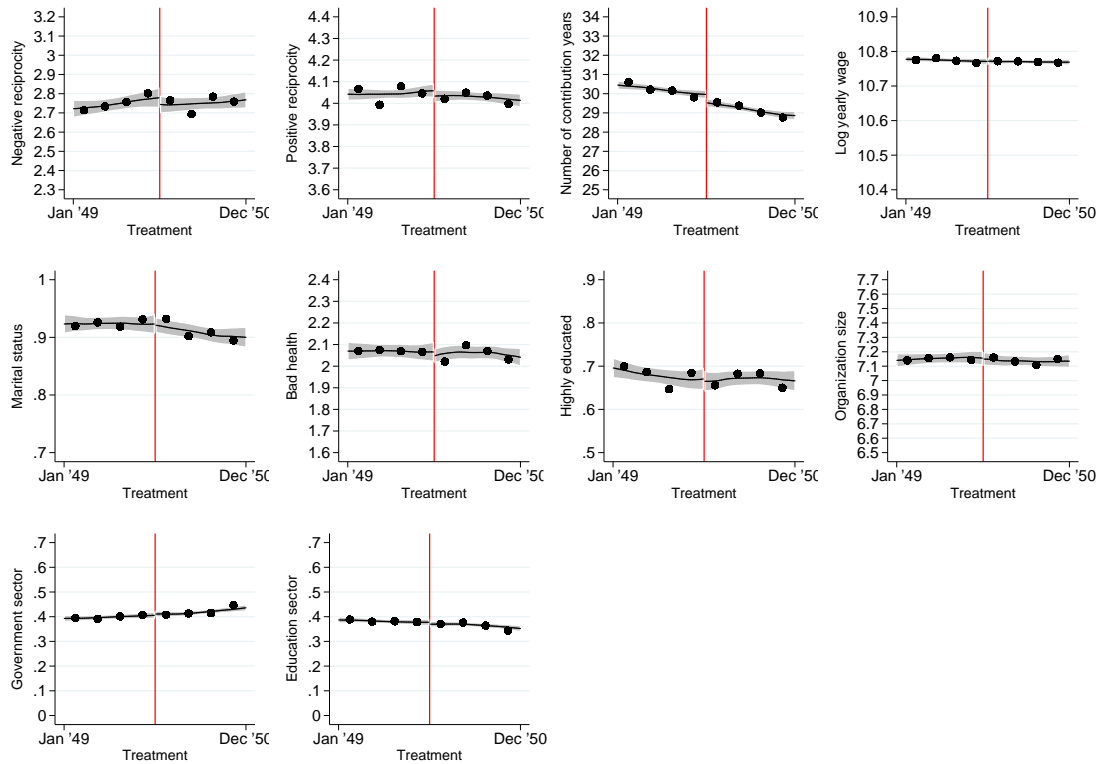 Negative reciprocity
3.2
3.1
3
2.9
2.8
2.7
2.6
2.5
2.4
2.3
Jan '49
Dec '50
Treatment
Positive reciprocity
4.4
4.3
4.2
4.1
4
3.9
3.8
3.7
3.6
Jan '49
Dec '50
Treatment
Number of contribution years
34
33
32
31
30
29
28
27
26
25
Jan '49
Dec '50
Treatment
Log yearly wage
10.9
10.8
10.7
10.6
10.5
10.4
Jan '49
Dec '50
Treatment
Marital status
1
.9
.8
.7
Jan '49
Dec '50
Treatment
Bad health
2.4
2.3
2.2
2.1
2
1.9
1.8
1.7
1.6
Jan '49
Dec '50
Treatment
Highly educated
.9
.8
.7
.6
.5
Jan '49
Dec '50
Treatment
Organization size
7.7
7.6
7.5
7.4
7.3
7.2
7.1
7
6.9
6.8
6.7
6.6
6.5
Jan '49
Dec '50
Treatment
Government sector
.7
.6
.5
.4
.3
.2
.1
0
Jan '49
Dec '50
Treatment
Education sector
.7
.6
.5
.4
.3
.2
.1
0
Jan '49
Dec '50
Treatment